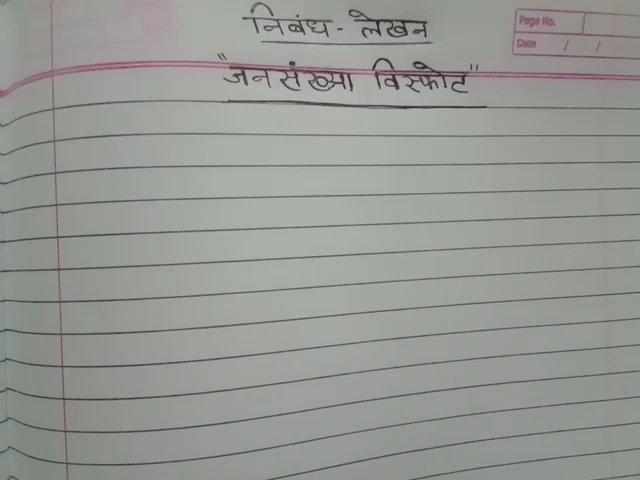 निबंध - लेखन
Page No.
Date / /
"जनसंख्या विस्फोट"